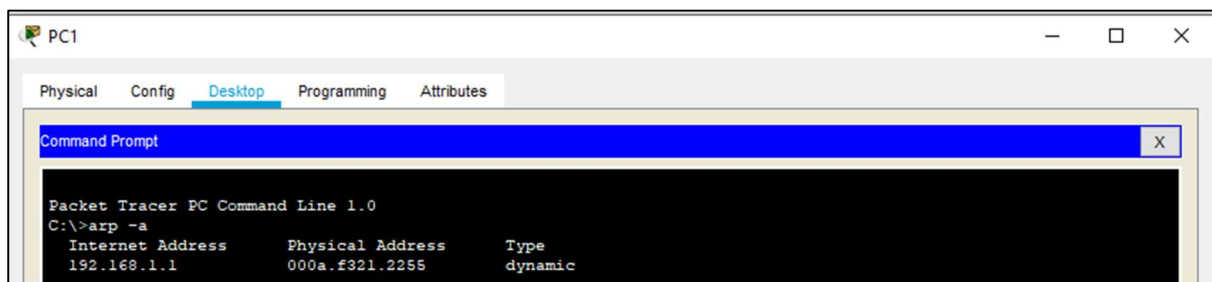 PC1
Physical Config Desktop Programming Attributes
Command Prompt X
Packet Tracer PC Command Line 1.0
C:\>arp -a
Internet Address Physical Address Type
192.168.1.1 000a.f321.2255 dynamic